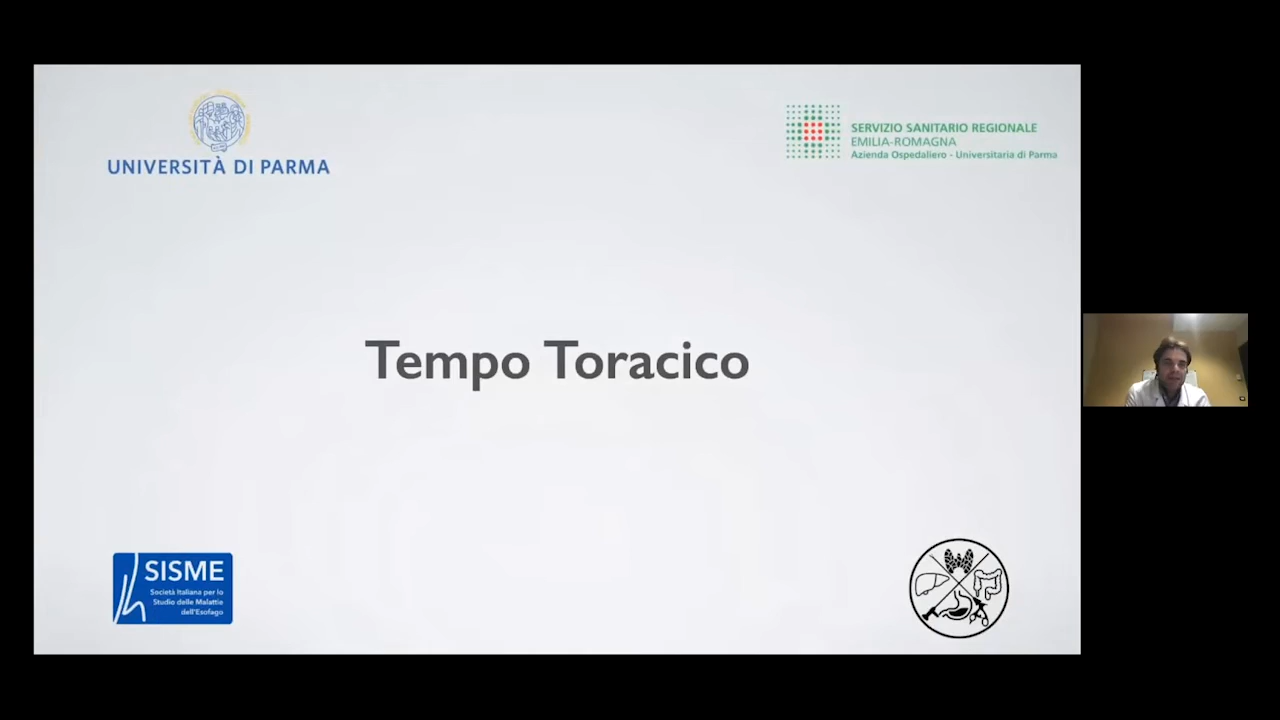 UNIVERSITÀ DI PARMA
SERVIZIO SANITARIO REGIONALE
EMILIA-ROMAGNA
Azienda Ospedaliero - Universitaria di Parma
Tempo Toracico
SISME
Società Italiana per lo
Studio delle Malattie
dell'Esofago